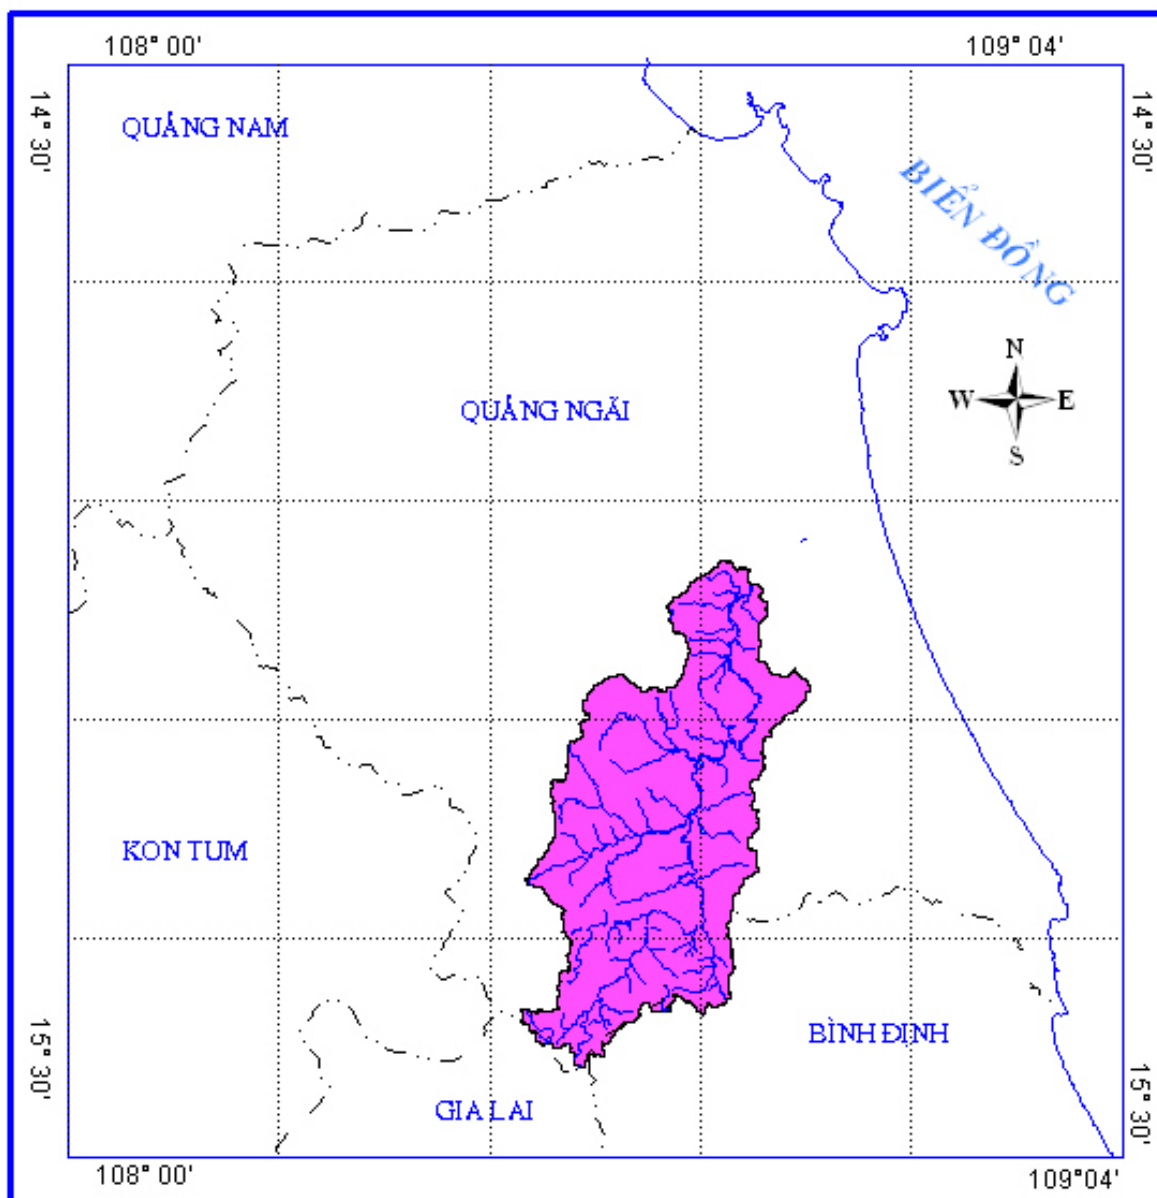 108° 00'
109° 04'
14° 30'
14° 30'
QUẢNG NAM
BIỂN ĐỒNG
N
W E
S
QUẢNG NGÃI
KON TUM
BÌNH ĐỊNH
GIA LAI
15° 30'
15° 30'
108° 00'
109°04'